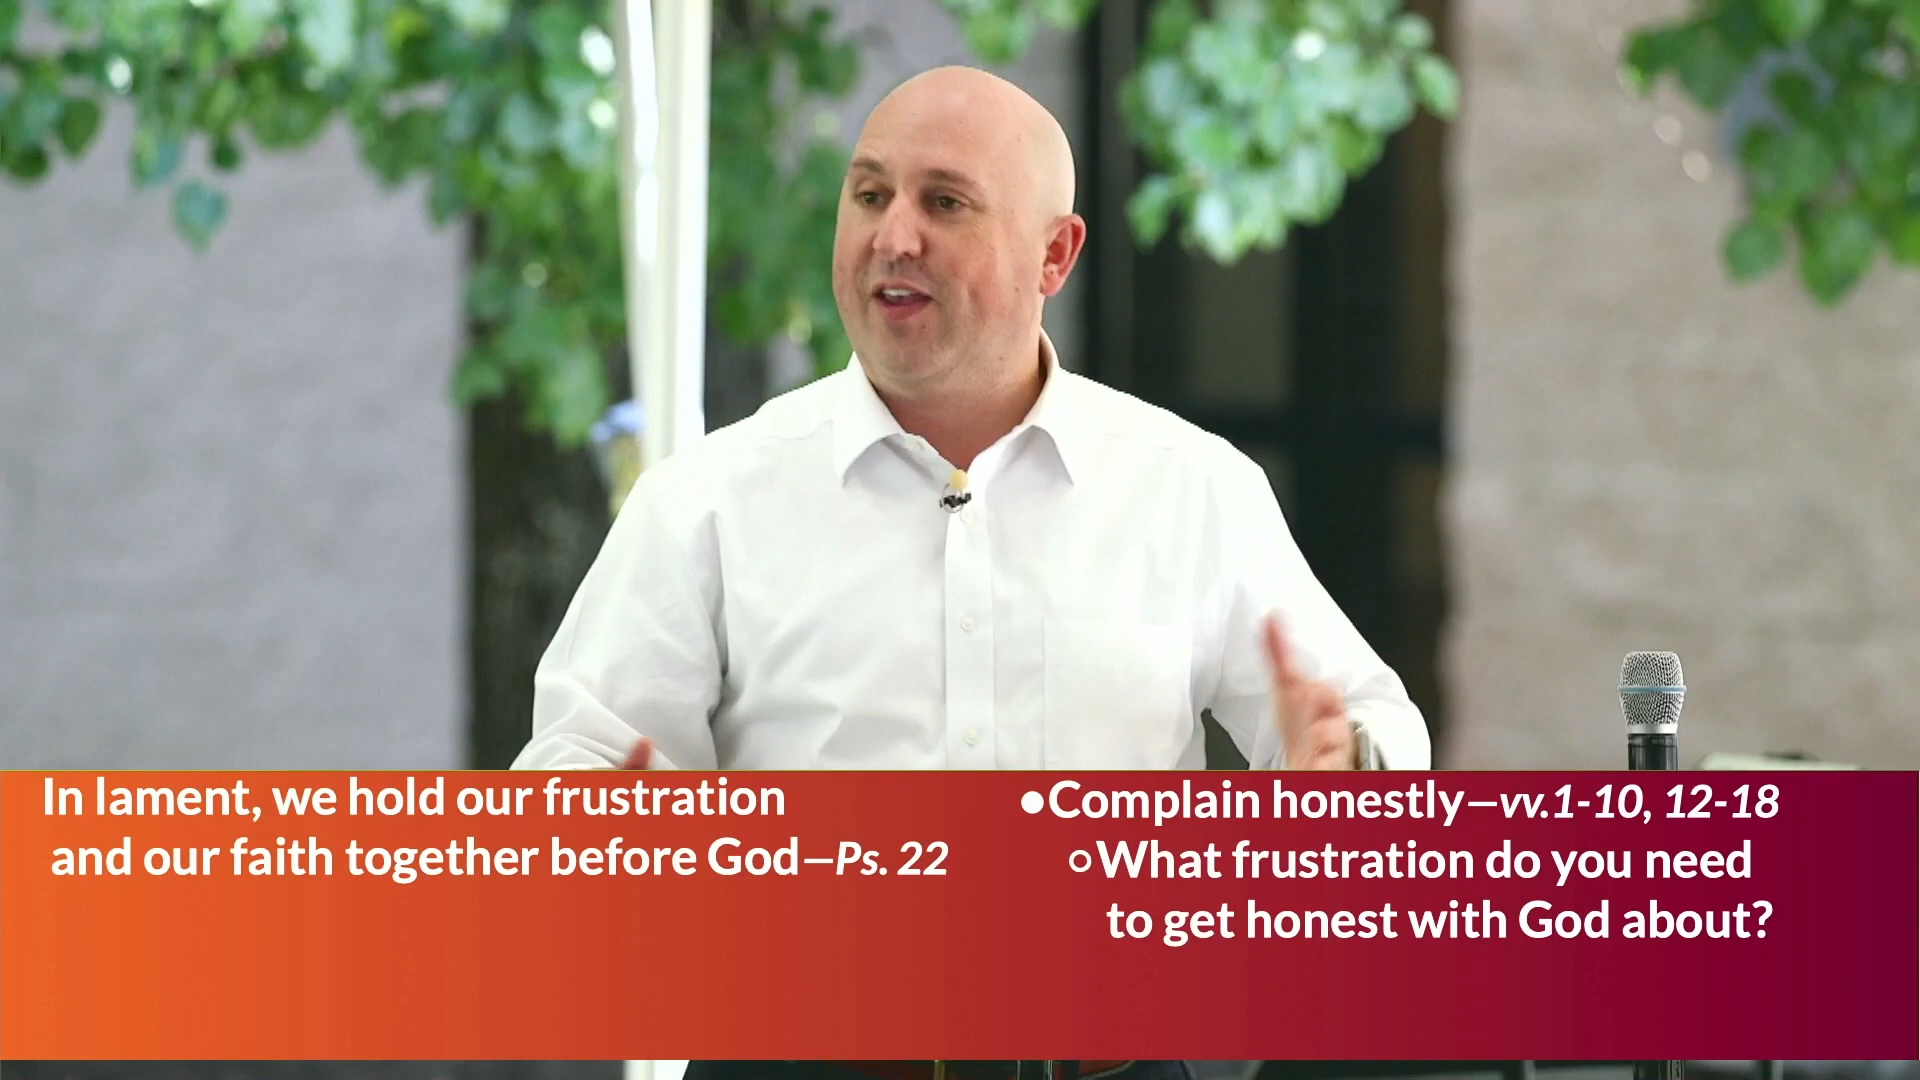 In lament, we hold our frustration
and our faith together before God—Ps. 22
●Complain honestly—vv.1-10, 12-18
○What frustration do you need
to get honest with God about?